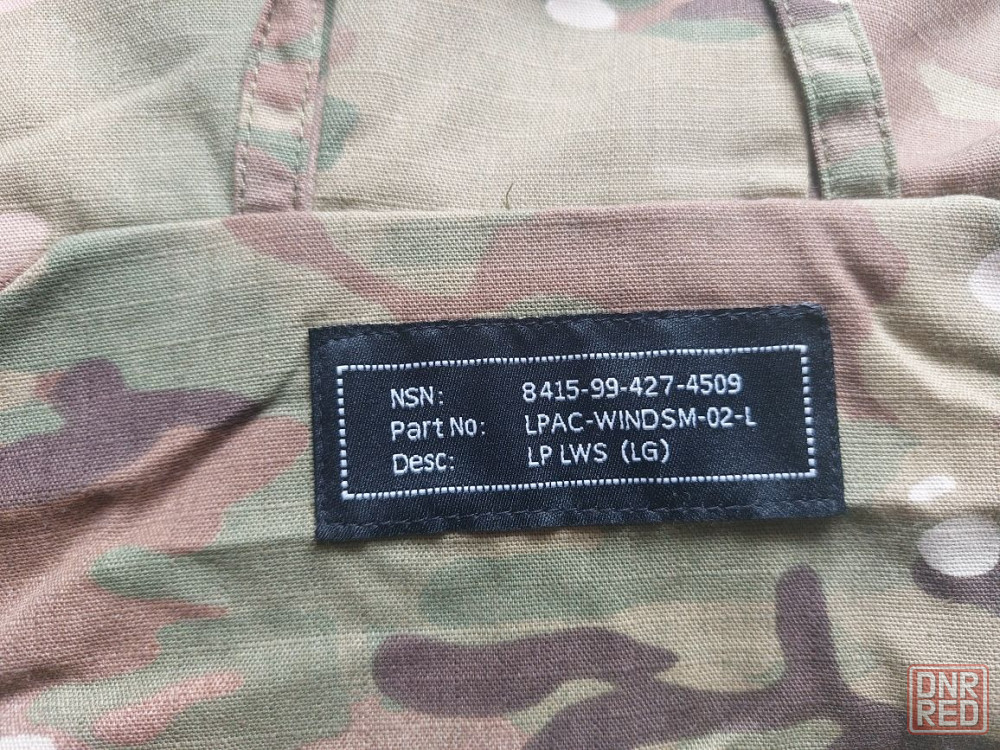 NSN: 8415-99-427-4509
Part No: LPAC-WINDSM-02-L
Desc: LP LWS (LG)
DNR
RED